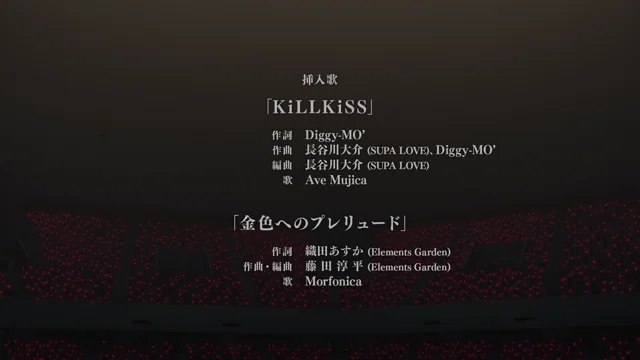 挿入歌
「KiLLKiSS」
作詞 Diggy-MO'
作曲 長谷川大介 (SUPA LOVE)、Diggy-MO'
編曲 長谷川大介 (SUPA LOVE)
歌 Ave Mujica
「金色へのプレリュード」
作詞 織田あすか (Elements Garden)
作曲・編曲 藤田淳平 (Elements Garden)
歌 Morfonica